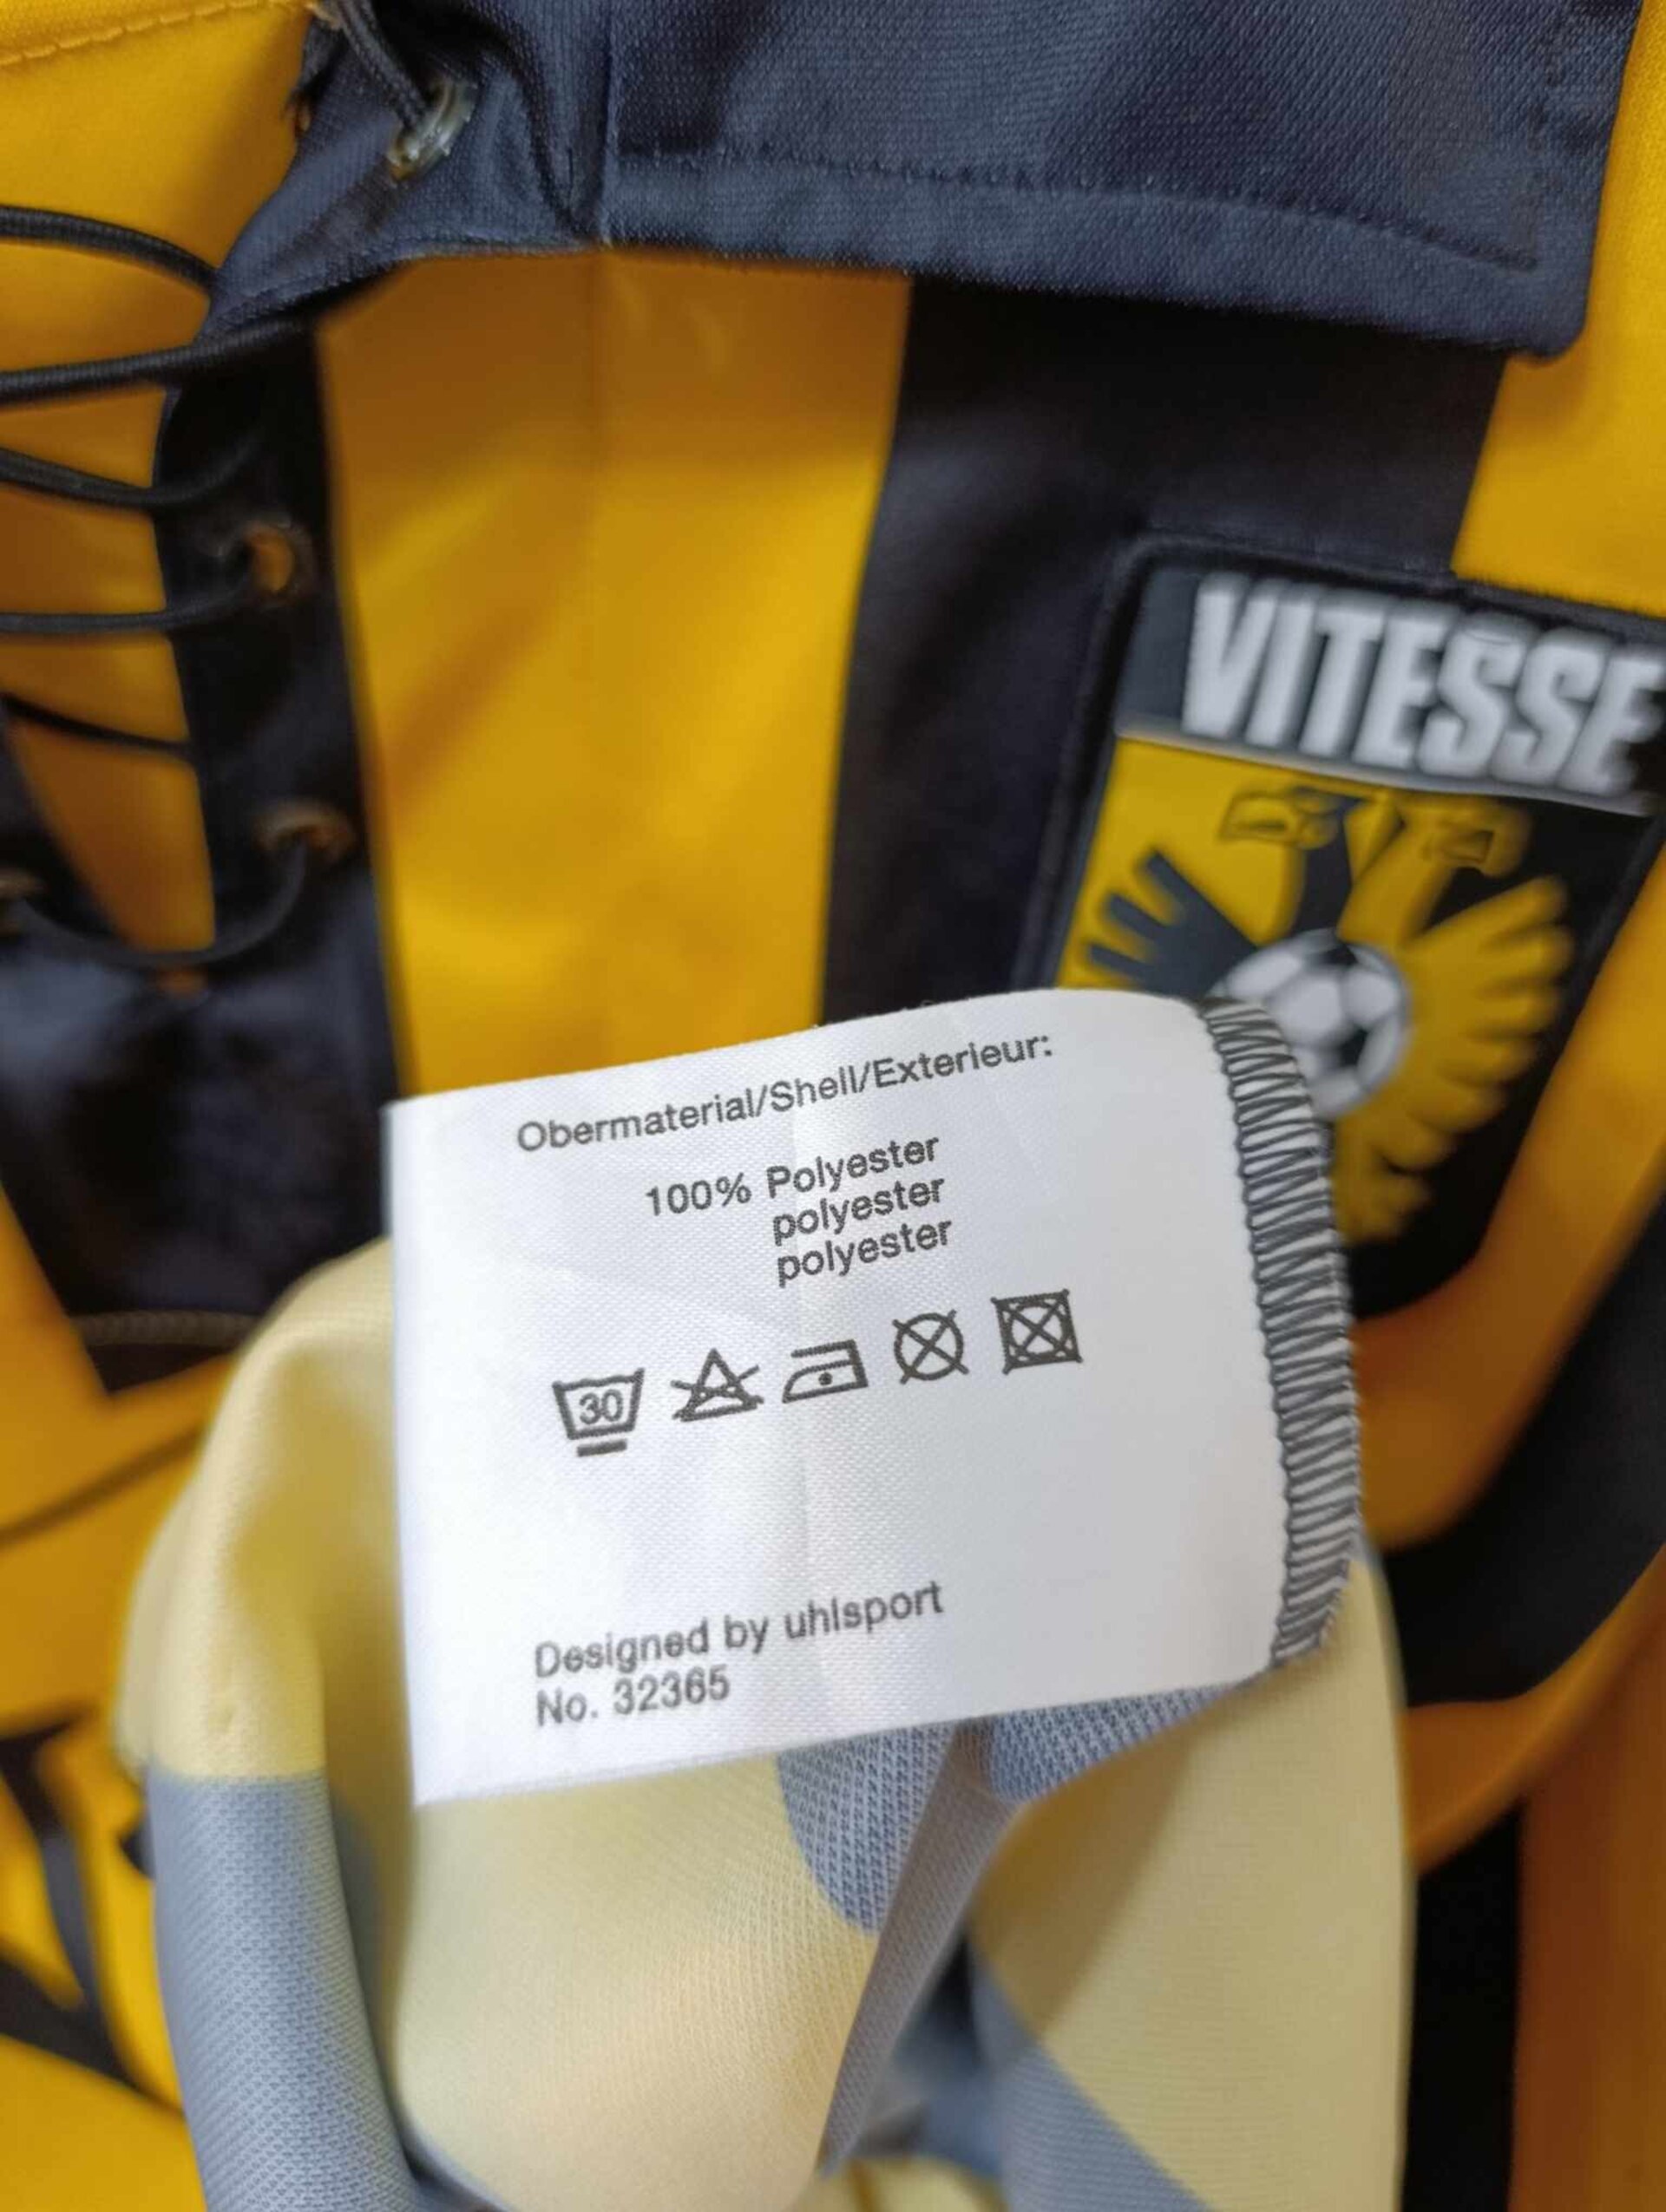 VITESSE
Obermaterial/Shell/Exterieur:
100% Polyester
polyester
polyester
30
Designed by uhlsport
No. 32365